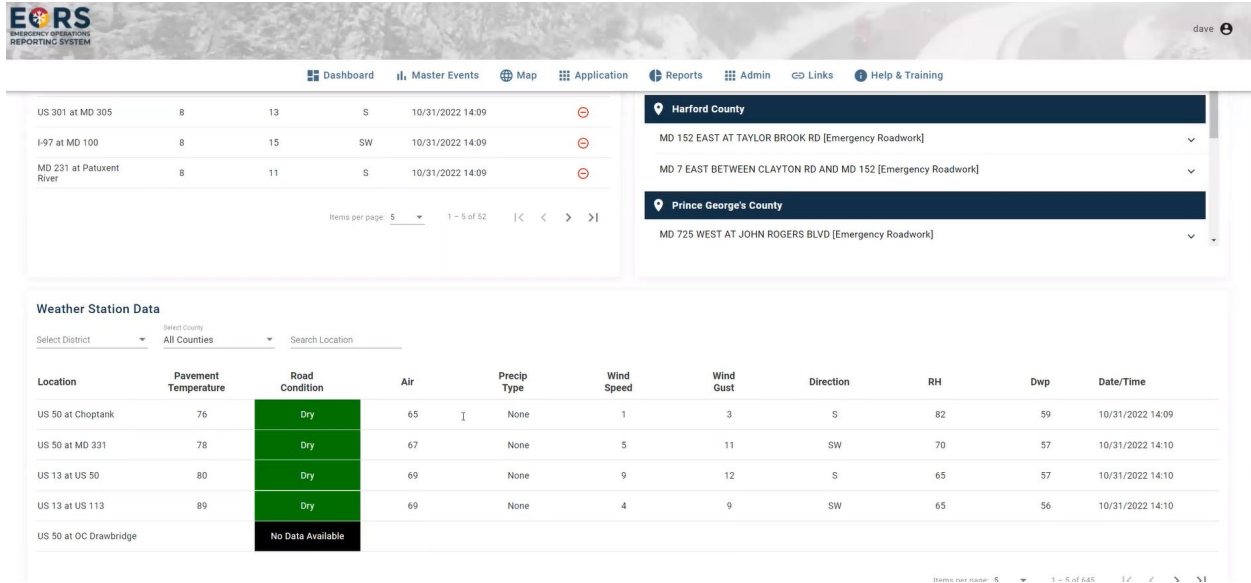 EORS
EMERGENCY OPERATIONS
REPORTING SYSTEM
dave
Dashboard Master Events Map Application Reports Admin Links Help & Training
US 301 at MD 305 8 13 S 10/31/2022 14:09
I-97 at MD 100 8 15 SW 10/31/2022 14:09
MD 231 at Patuxent
River 8 11 S 10/31/2022 14:09
Items per page: 5 1 – 5 of 52
Harford County
MD 152 EAST AT TAYLOR BROOK RD [Emergency Roadwork]
MD 7 EAST BETWEEN CLAYTON RD AND MD 152 [Emergency Roadwork]
Prince George's County
MD 725 WEST AT JOHN ROGERS BLVD [Emergency Roadwork]
Weather Station Data
Select County
Select District All Counties Search Location
Location Pavement Temperature Road Condition Air Precip Type Wind Speed Wind Gust Direction RH Dwp Date/Time
US 50 at Choptank 76 Dry 65 None 1 3 S 82 59 10/31/2022 14:09
US 50 at MD 331 78 Dry 67 None 5 11 SW 70 57 10/31/2022 14:10
US 13 at US 50 80 Dry 69 None 9 12 S 65 57 10/31/2022 14:10
US 13 at US 113 89 Dry 69 None 4 9 SW 65 56 10/31/2022 14:10
US 50 at OC Drawbridge No Data Available
Items per page: 5 1 – 5 of 645